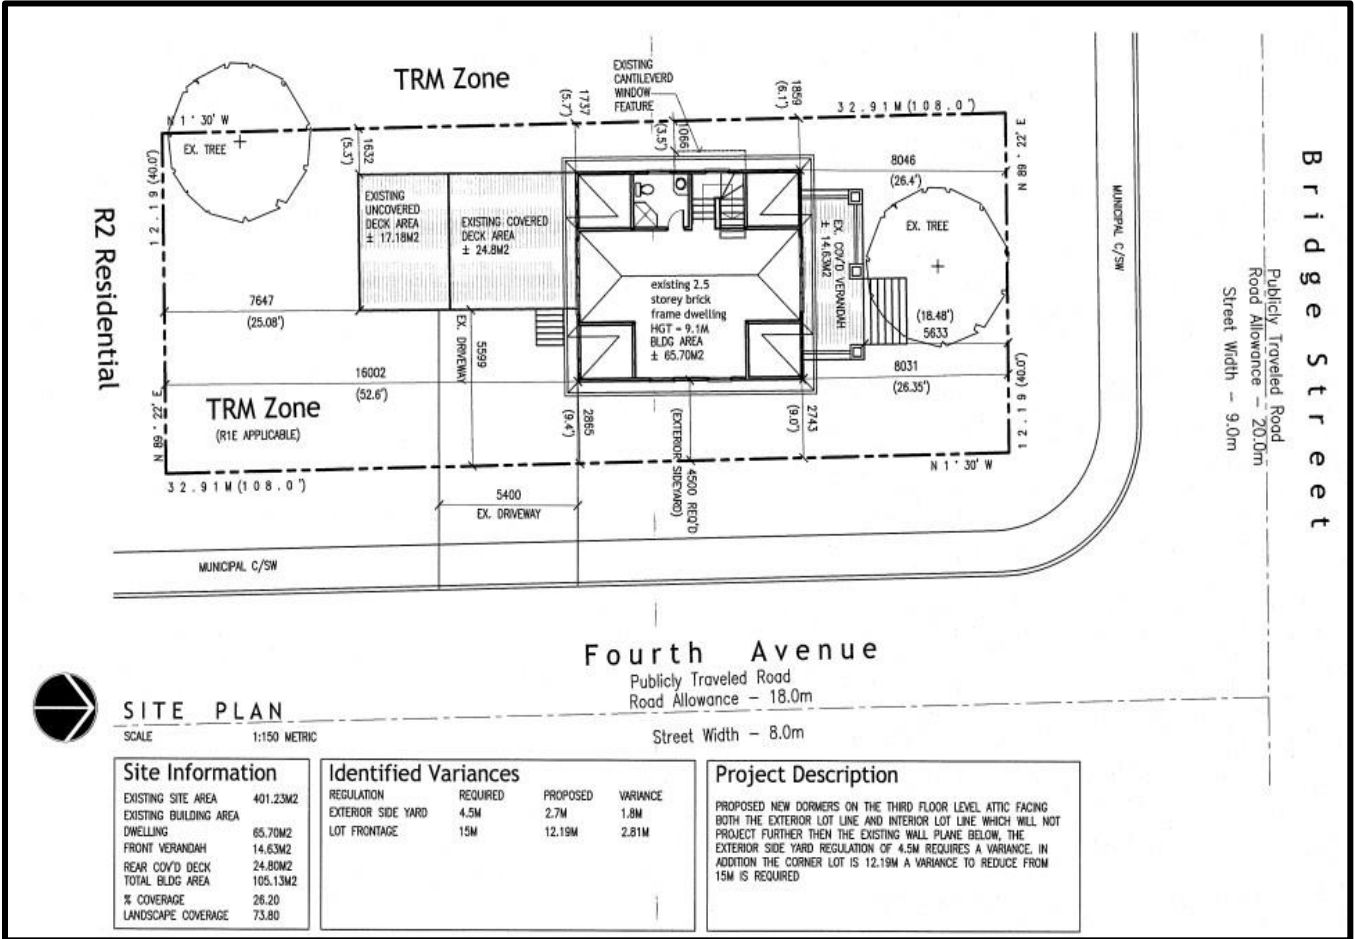 TRM Zone
EXISTING
CANTILEVERD
WINDOW
FEATURE
1737
(5.7')
1859
(6.1')
32.91M(108.0')
N 1 ' 30' W
EX. TREE
1632
(5.3')
1066
(3.5')
8046
(26.4')
N 89 ' 22' E
12.19(40.0')
R2 Residential
EXISTING
UNCOVERED
DECK AREA
± 17.18M2
EXISTING COVERED
DECK AREA
± 24.8M2
EX. COV'D VERANDAH
± 14.63M2
EX. TREE
MUNICIPAL C/SW
Bridge Street
Publicly Traveled Road
Road Allowance - 20.0m
Street Width - 9.0m
existing 2.5
storey brick
frame dwelling
HGT = 9.1M
BLDG AREA
± 65.70M2
7647
(25.08')
EX. DRIVEWAY
5599
(18.48')
5633
16002
(52.6')
8031
(26.35')
12.19(40.0')
N 89 ' 22' E
TRM Zone
(R1E APPLICABLE)
2865
(9.4')
(EXTERIOR SIDEYARD)
4500 REQ'D
2743
(9.0')
N 1 ' 30' W
32.91M(108.0')
5400
EX. DRIVEWAY
MUNICIPAL C/SW
Fourth Avenue
Publicly Traveled Road
Road Allowance - 18.0m
Street Width - 8.0m
SITE PLAN
SCALE 1:150 METRIC
Site Information
EXISTING SITE AREA 401.23M2
EXISTING BUILDING AREA
DWELLING 65.70M2
FRONT VERANDAH 14.63M2
REAR COV'D DECK 24.80M2
TOTAL BLDG AREA 105.13M2
% COVERAGE 26.20
LANDSCAPE COVERAGE 73.80
Identified Variances
REGULATION REQUIRED PROPOSED VARIANCE
EXTERIOR SIDE YARD 4.5M 2.7M 1.8M
LOT FRONTAGE 15M 12.19M 2.81M
Project Description
PROPOSED NEW DORMERS ON THE THIRD FLOOR LEVEL ATTIC FACING
BOTH THE EXTERIOR LOT LINE AND INTERIOR LOT LINE WHICH WILL NOT
PROJECT FURTHER THEN THE EXISTING WALL PLANE BELOW, THE
EXTERIOR SIDE YARD REGULATION OF 4.5M REQUIRES A VARIANCE. IN
ADDITION THE CORNER LOT IS 12.19M A VARIANCE TO REDUCE FROM
15M IS REQUIRED